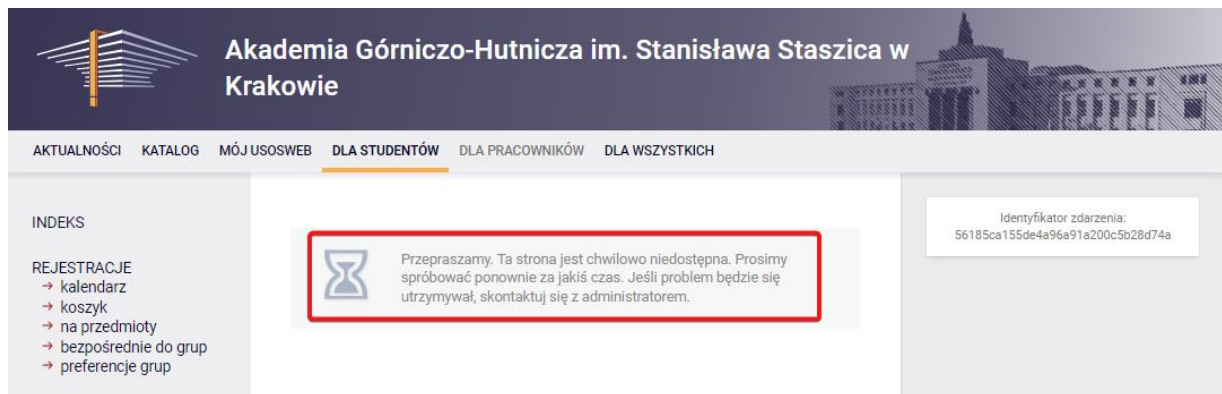 Akademia Górniczo-Hutnicza im. Stanisława Staszica w
Krakowie
AKTUALNOŚCI KATALOG MÓJ USOSWEB DLA STUDENTÓW DLA PRACOWNIKÓW DLA WSZYSTKICH
INDEKS
REJESTRACJE
→ kalendarz
→ koszyk
→ na przedmioty
→ bezpośrednie do grup
→ preferencje grup
Przepraszamy. Ta strona jest chwilowo niedostępna. Prosimy
spróbować ponownie za jakiś czas. Jeśli problem będzie się
utrzymywał, skontaktuj się z administratorem.
Identyfikator zdarzenia:
56185ca155de4a96a91a200c5b28d74a